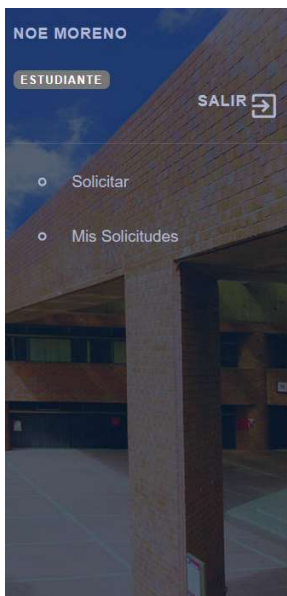 NOE MORENO
ESTUDIANTE
SALIR
Solicitar
Mis Solicitudes